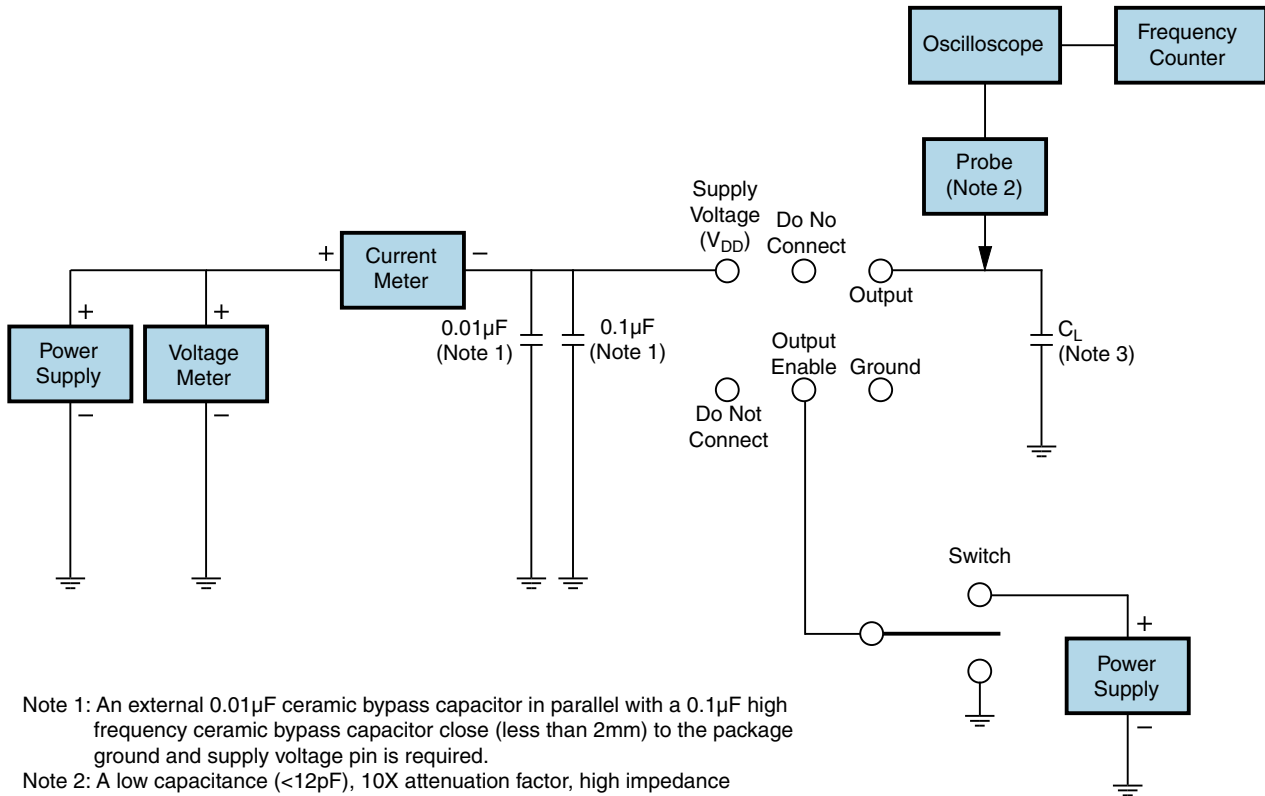 Oscilloscope
Frequency
Counter
Probe
(Note 2)
Supply
Voltage
(VDD)
Do No
Connect
+
Current
Meter
−
Output
+
Power
Supply
−
+
Voltage
Meter
−
0.01µF
(Note 1)
0.1µF
(Note 1)
Output
Enable
Ground
CL
(Note 3)
Do Not
Connect
Switch
+
Power
Supply
−
Note 1: An external 0.01µF ceramic bypass capacitor in parallel with a 0.1µF high
frequency ceramic bypass capacitor close (less than 2mm) to the package
ground and supply voltage pin is required.
Note 2: A low capacitance (<12pF), 10X attenuation factor, high impedance